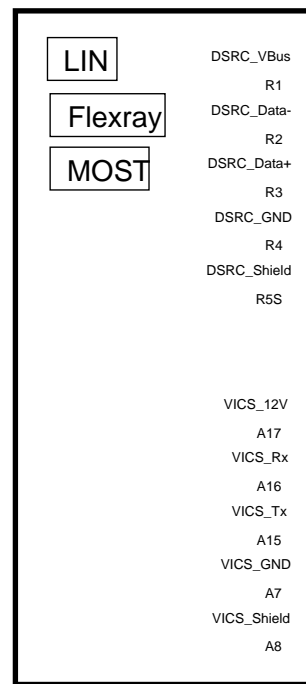 LIN
Flexray
MOST
DSRC_VBus
R1
DSRC_Data-
R2
DSRC_Data+
R3
DSRC_GND
R4
DSRC_Shield
R5S
VICS_12V
A17
VICS_Rx
A16
VICS_Tx
A15
VICS_GND
A7
VICS_Shield
A8